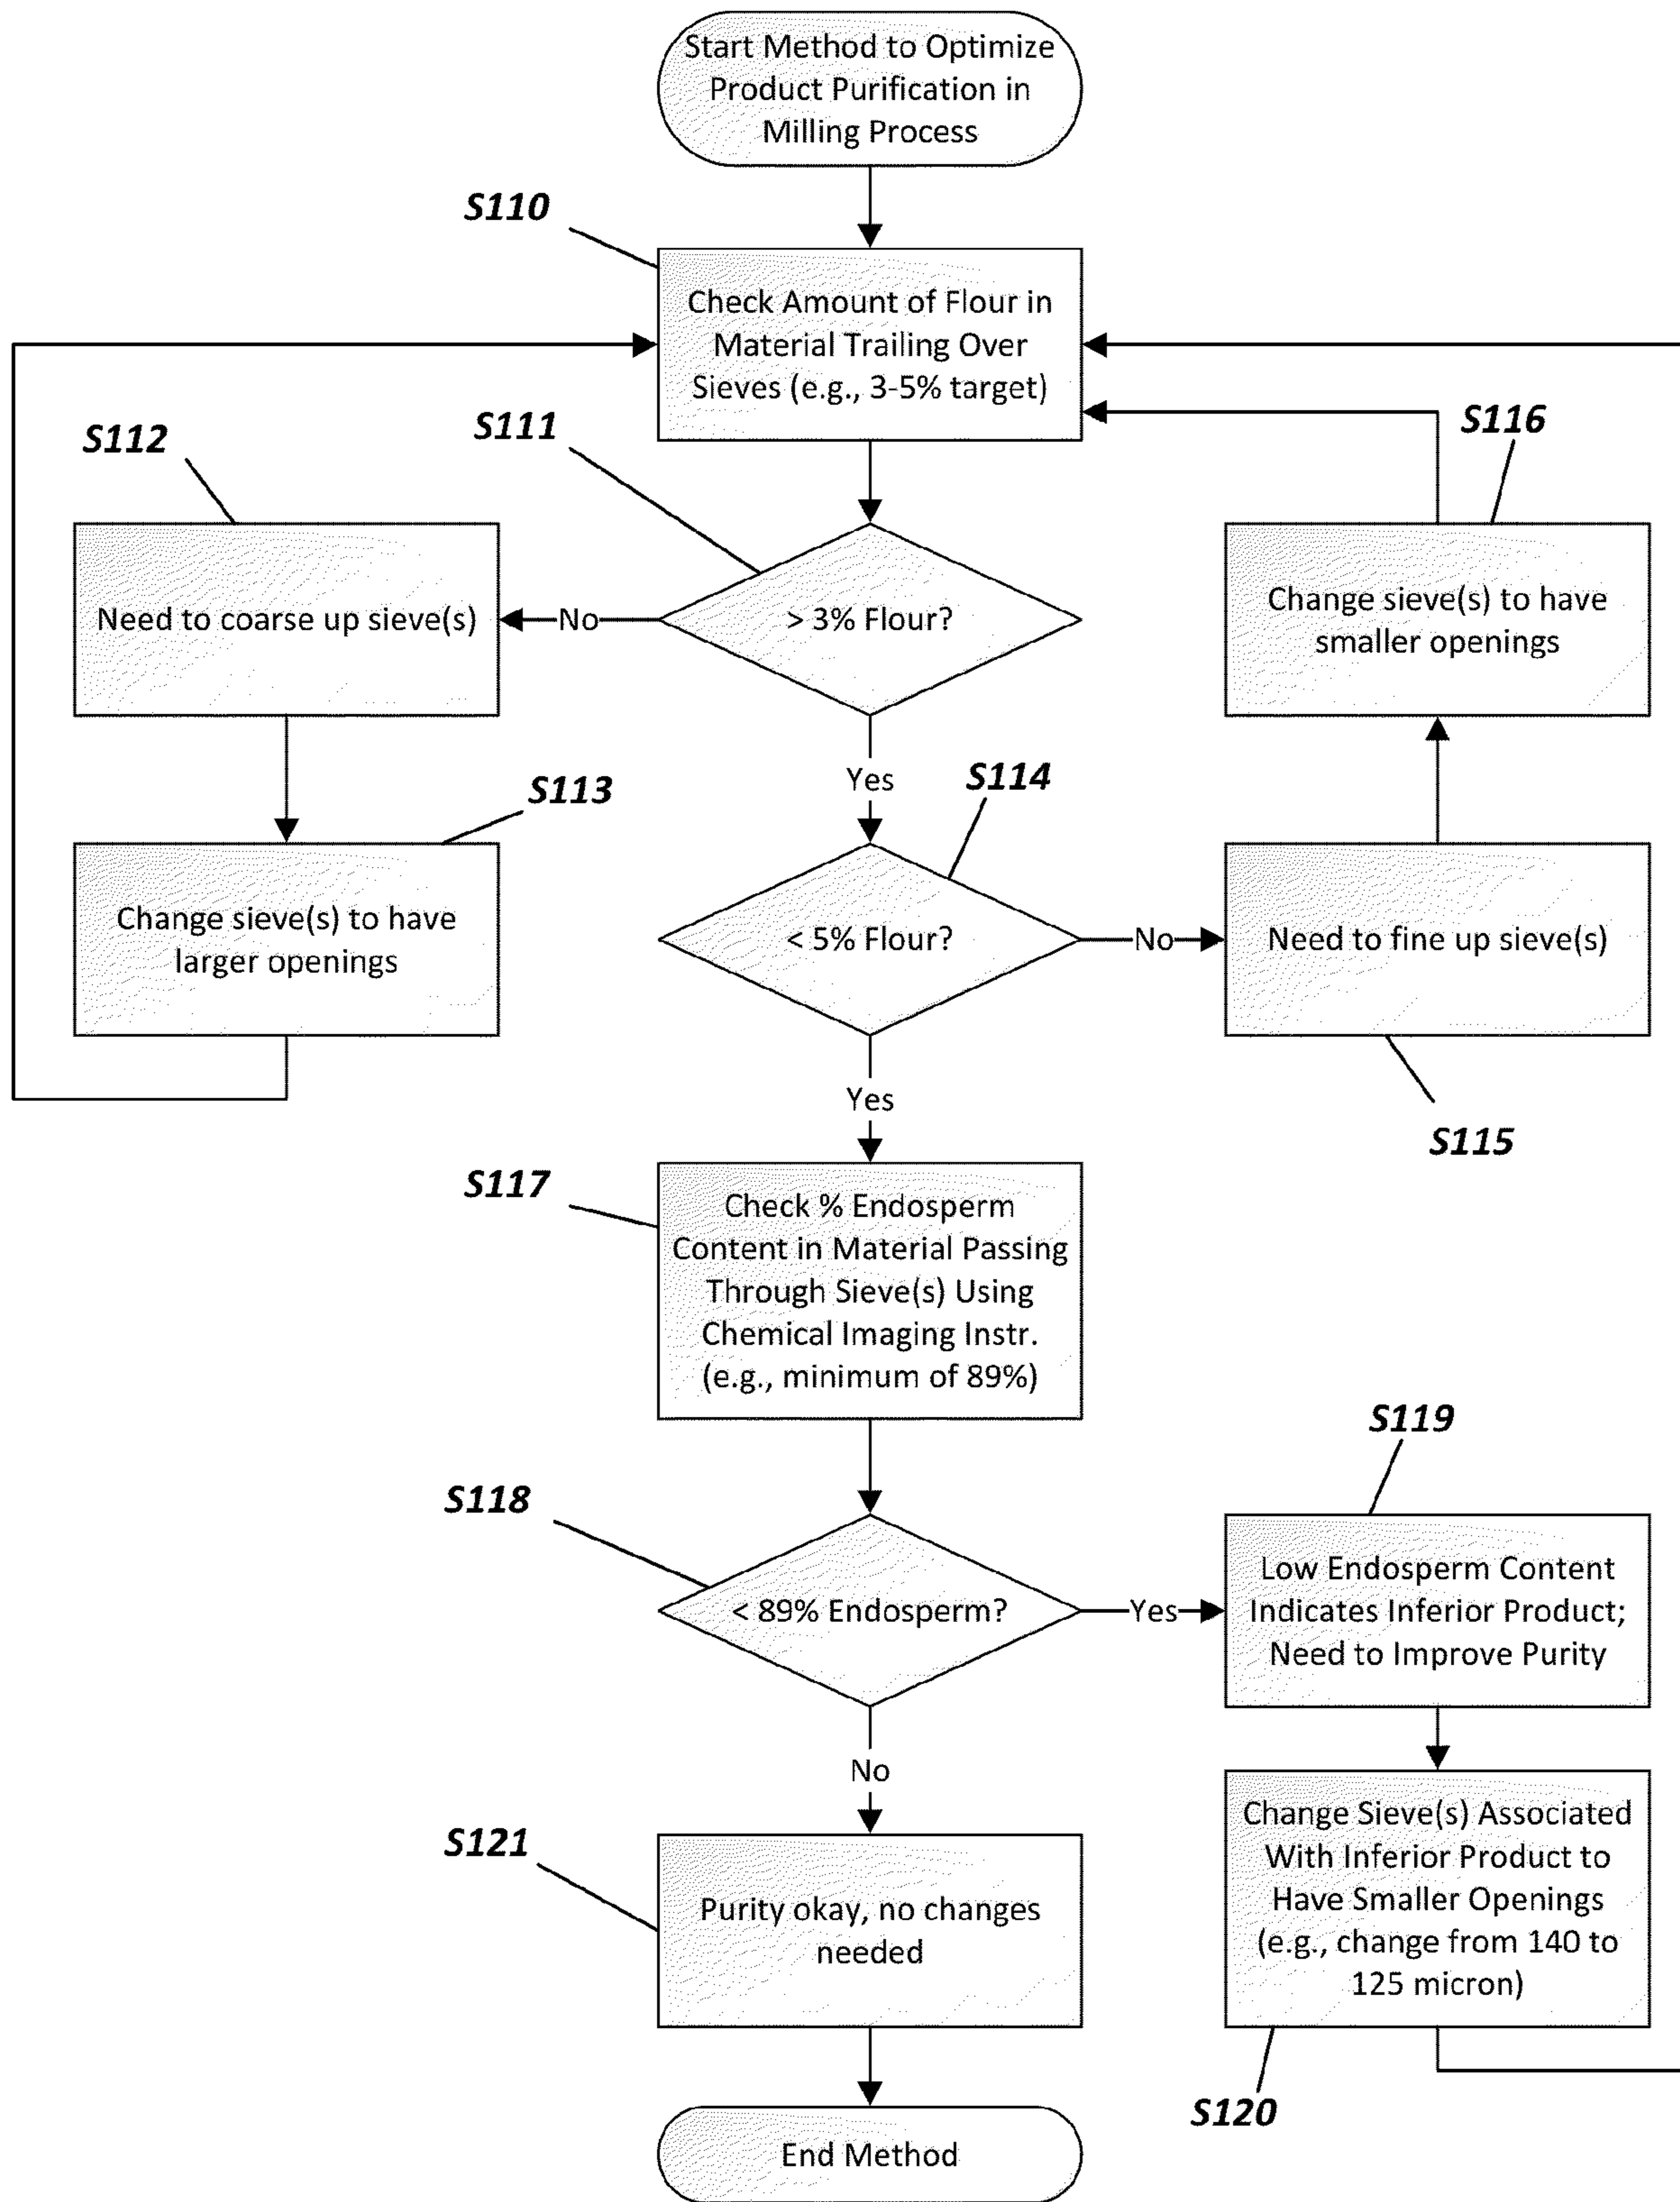 Start Method to Optimize
Product Purification in
Milling Process
S110
Check Amount of Flour in
Material Trailing Over
Sieves (e.g., 3-5% target)
S111
> 3% Flour?
No
S112
Need to coarse up sieve(s)
S113
Change sieve(s) to have
larger openings
Yes
S114
< 5% Flour?
No
S115
Need to fine up sieve(s)
S116
Change sieve(s) to have
smaller openings
Yes
S117
Check % Endosperm
Content in Material Passing
Through Sieve(s) Using
Chemical Imaging Instr.
(e.g., minimum of 89%)
S118
< 89% Endosperm?
Yes
S119
Low Endosperm Content
Indicates Inferior Product;
Need to Improve Purity
Change Sieve(s) Associated
With Inferior Product to
Have Smaller Openings
(e.g., change from 140 to
125 micron)
S120
No
S121
Purity okay, no changes
needed
End Method